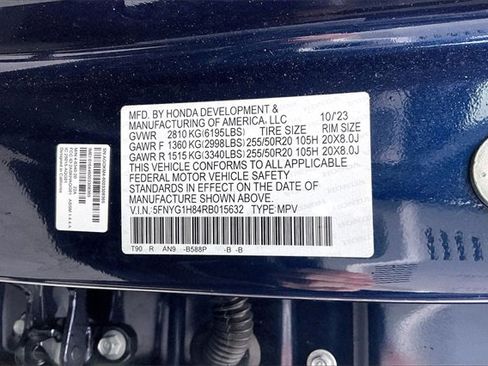 MFD. BY HONDA DEVELOPMENT &
MANUFACTURING OF AMERICA, LLC 10/23
GVWR 2810 KG(6195LBS) TIRE SIZE RIM SIZE
GAWR F 1360 KG(2998LBS) 255/50R20 105H 20X8.0J
GAWR R 1515 KG(3340LBS) 255/50R20 105H 20X8.0J
THIS VEHICLE CONFORMS TO ALL APPLICABLE
FEDERAL MOTOR VEHICLE SAFETY
STANDARDS IN EFFECT ON THE DATE OF
MANUFACTURE SHOWN ABOVE.
V.I.N.: 5FNYG1H84RB015632 TYPE: MPV
T90 R AN9 -B588P -B -B